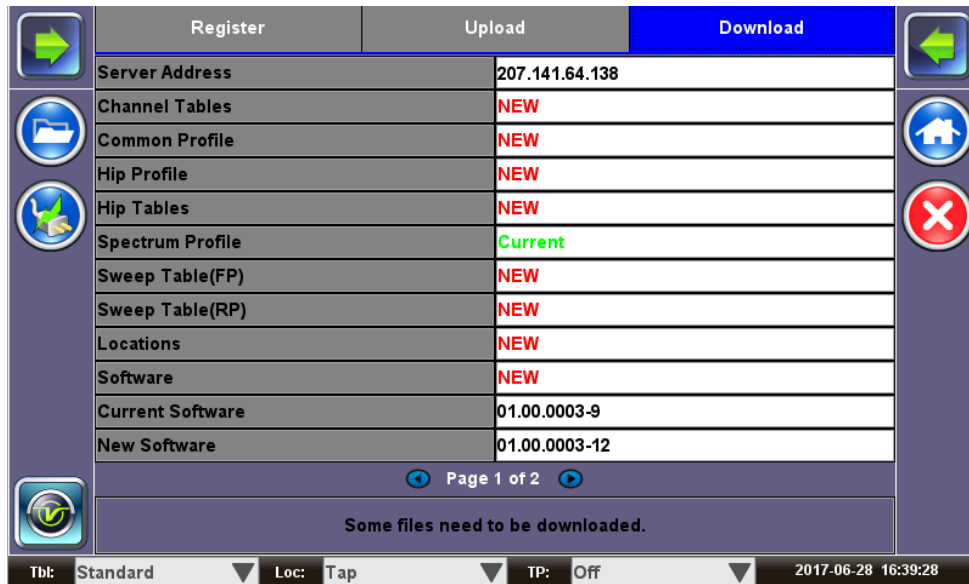 Register Upload Download
Server Address 207.141.64.138
Channel Tables NEW
Common Profile NEW
Hip Profile NEW
Hip Tables NEW
Spectrum Profile Current
Sweep Table(FP) NEW
Sweep Table(RP) NEW
Locations NEW
Software NEW
Current Software 01.00.0003-9
New Software 01.00.0003-12
Page 1 of 2
Some files need to be downloaded.
Tbl: Standard Loc: Tap TP: Off 2017-06-28 16:39:28